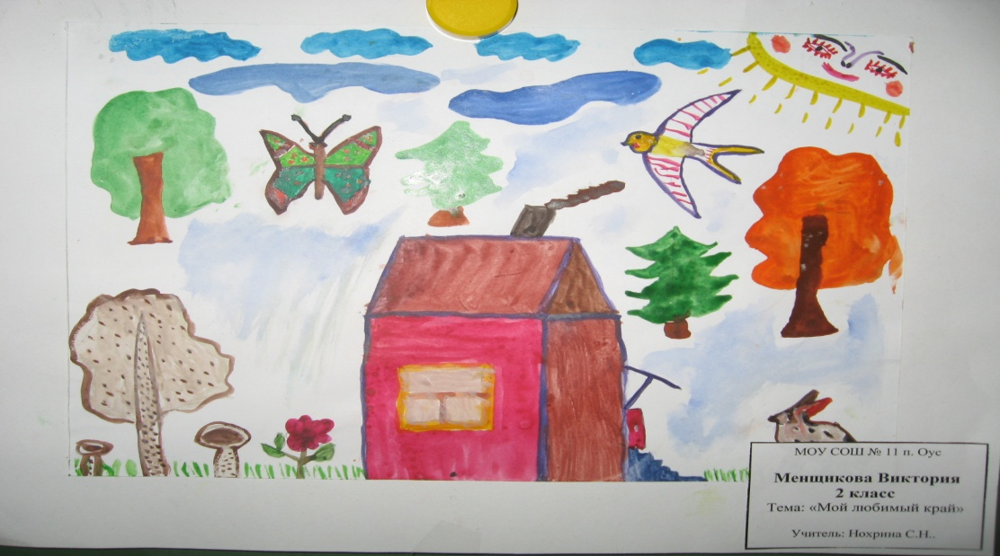 МОУ СОШ № 11 п. Оус
Менщикова Виктория
2 класс
Тема: «Мой любимый край»
Учитель: Нохрина С.Н..